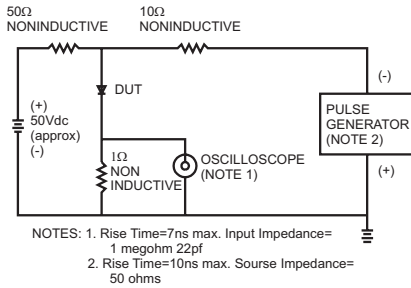 50Ω
NONINDUCTIVE
10Ω
NONINDUCTIVE
DUT
(+)
50Vdc
(approx)
(-)
1Ω
NON
INDUCTIVE
OSCILLOSCOPE
(NOTE 1)
(-)
PULSE
GENERATOR
(NOTE 2)
(+)
NOTES: 1. Rise Time=7ns max. Input Impedance=
1 megohm 22pf
2. Rise Time=10ns max. Sourse Impedance=
50 ohms